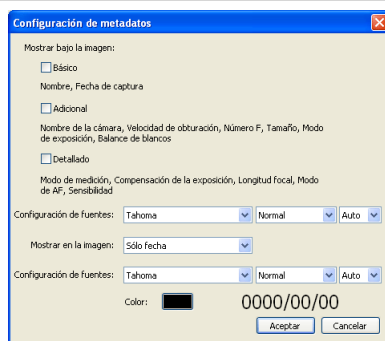 Configuración de metadatos
Mostrar bajo la imagen:
Básico
Nombre, Fecha de captura
Adicional
Nombre de la cámara, Velocidad de obturación, Número F, Tamaño, Modo
de exposición, Balance de blancos
Detallado
Modo de medición, Compensación de la exposición, Longitud focal, Modo
de AF, Sensibilidad
Configuración de fuentes: Tahoma Normal Auto
Mostrar en la imagen: Sólo fecha
Configuración de fuentes: Tahoma Normal Auto
Color: 0000/00/00
Aceptar Cancelar